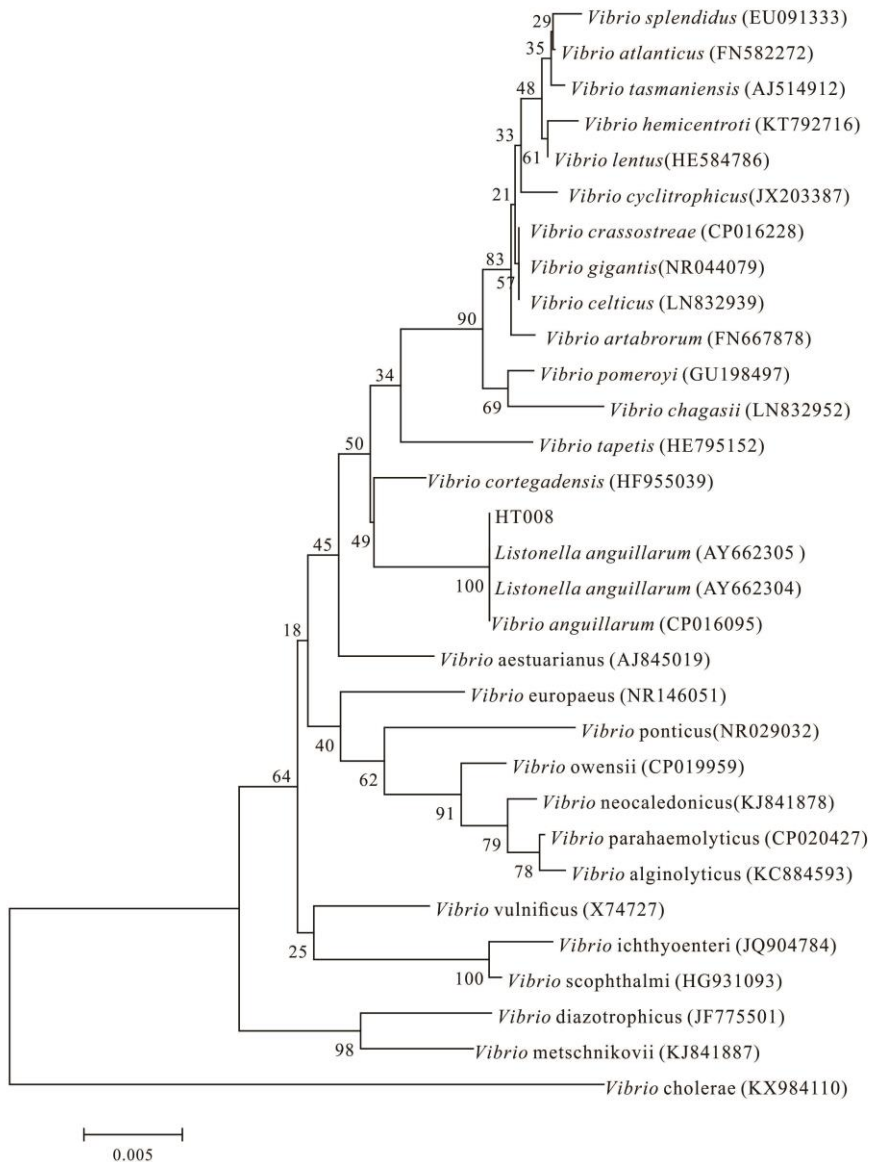 29 Vibrio splendidus (EU091333)
35 Vibrio atlanticus (FN582272)
Vibrio tasmaniensis (AJ514912)
48
Vibrio hemicentroti (KT792716)
33
61 Vibrio lentus(HE584786)
Vibrio cyclitrophicus(JX203387)
21
Vibrio crassostreae (CP016228)
83
Vibrio gigantis(NR044079)
57
Vibrio celticus (LN832939)
90
Vibrio artabrorum (FN667878)
34
Vibrio pomeroyi (GU198497)
69 Vibrio chagasii (LN832952)
50
Vibrio tapetis (HE795152)
Vibrio cortegadensis (HF955039)
HT008
45
49
Listonella anguillarum (AY662305 )
100
Listonella anguillarum (AY662304)
Vibrio anguillarum (CP016095)
18
Vibrio aestuarianus (AJ845019)
Vibrio europaeus (NR146051)
40
Vibrio ponticus(NR029032)
64
62
Vibrio owensii (CP019959)
91
Vibrio neocaledonicus(KJ841878)
79
Vibrio parahaemolyticus (CP020427)
78 Vibrio alginolyticus (KC884593)
Vibrio vulnificus (X74727)
25
Vibrio ichthyoenteri (JQ904784)
100 Vibrio scophthalmi (HG931093)
Vibrio diazotrophicus (JF775501)
98 Vibrio metschnikovii (KJ841887)
Vibrio cholerae (KX984110)
0.005